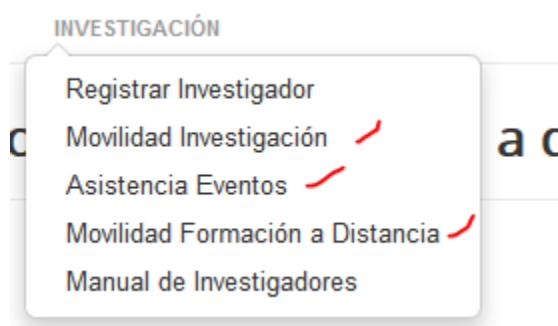 INVESTIGACIÓN
Registrar Investigador
Movilidad Investigación
a
Asistencia Eventos
Movilidad Formación a Distancia
Manual de Investigadores